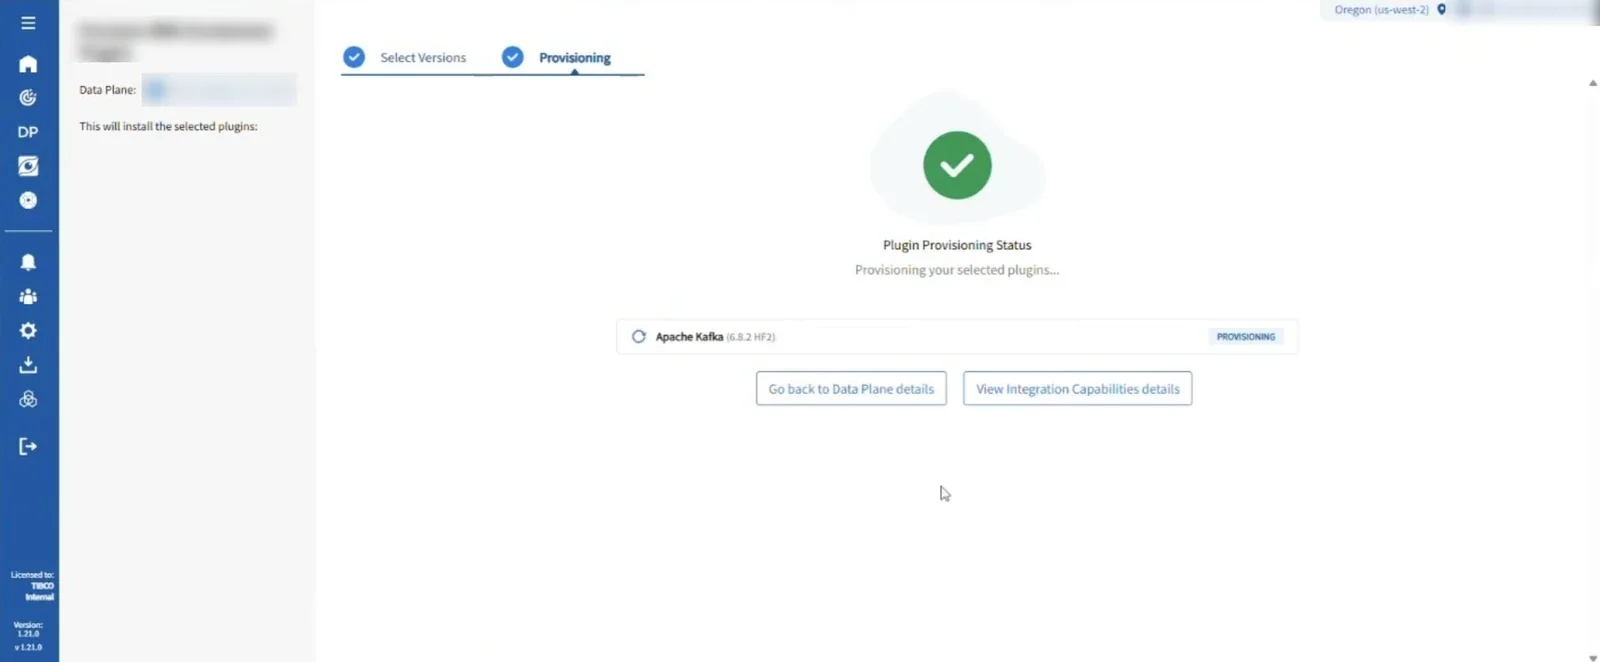 Oregon (us-west-2)
Select Versions
Provisioning
Data Plane:
This will install the selected plugins:
DP
Plugin Provisioning Status
Provisioning your selected plugins...
Apache Kafka (6.8.2 HF2)
PROVISIONING
Go back to Data Plane details
View Integration Capabilities details
Licensed to:
TIBCO
Internal
Version:
1.21.0
v 1.21.0